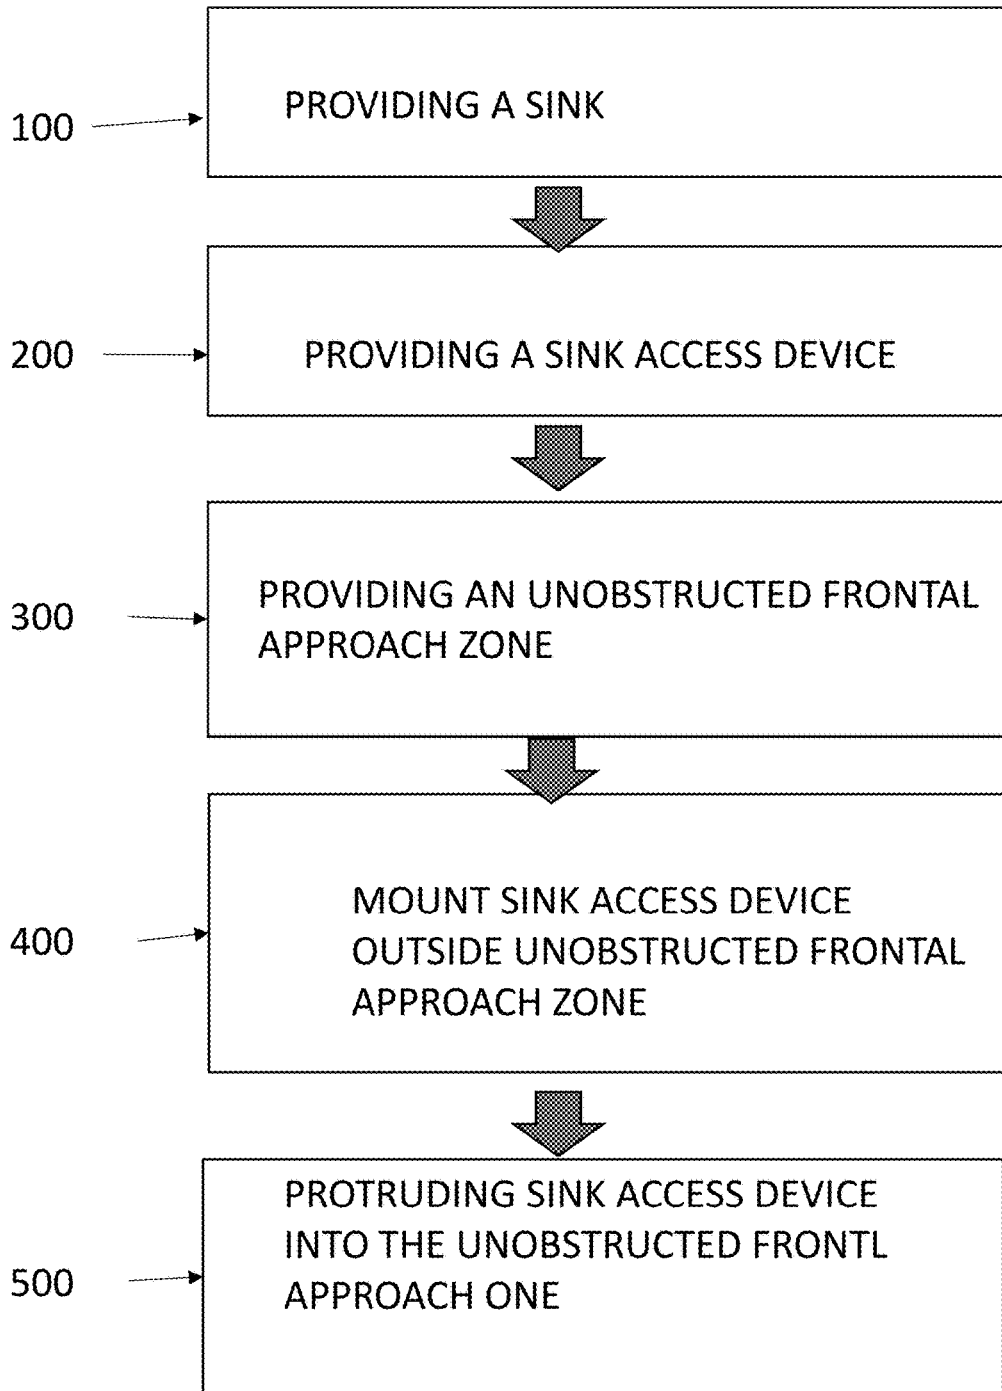 100
PROVIDING A SINK
200
PROVIDING A SINK ACCESS DEVICE
300
PROVIDING AN UNOBSTRUCTED FRONTAL
APPROACH ZONE
400
MOUNT SINK ACCESS DEVICE
OUTSIDE UNOBSTRUCTED FRONTAL
APPROACH ZONE
500
PROTRUDING SINK ACCESS DEVICE
INTO THE UNOBSTRUCTED FRONTL
APPROACH ONE